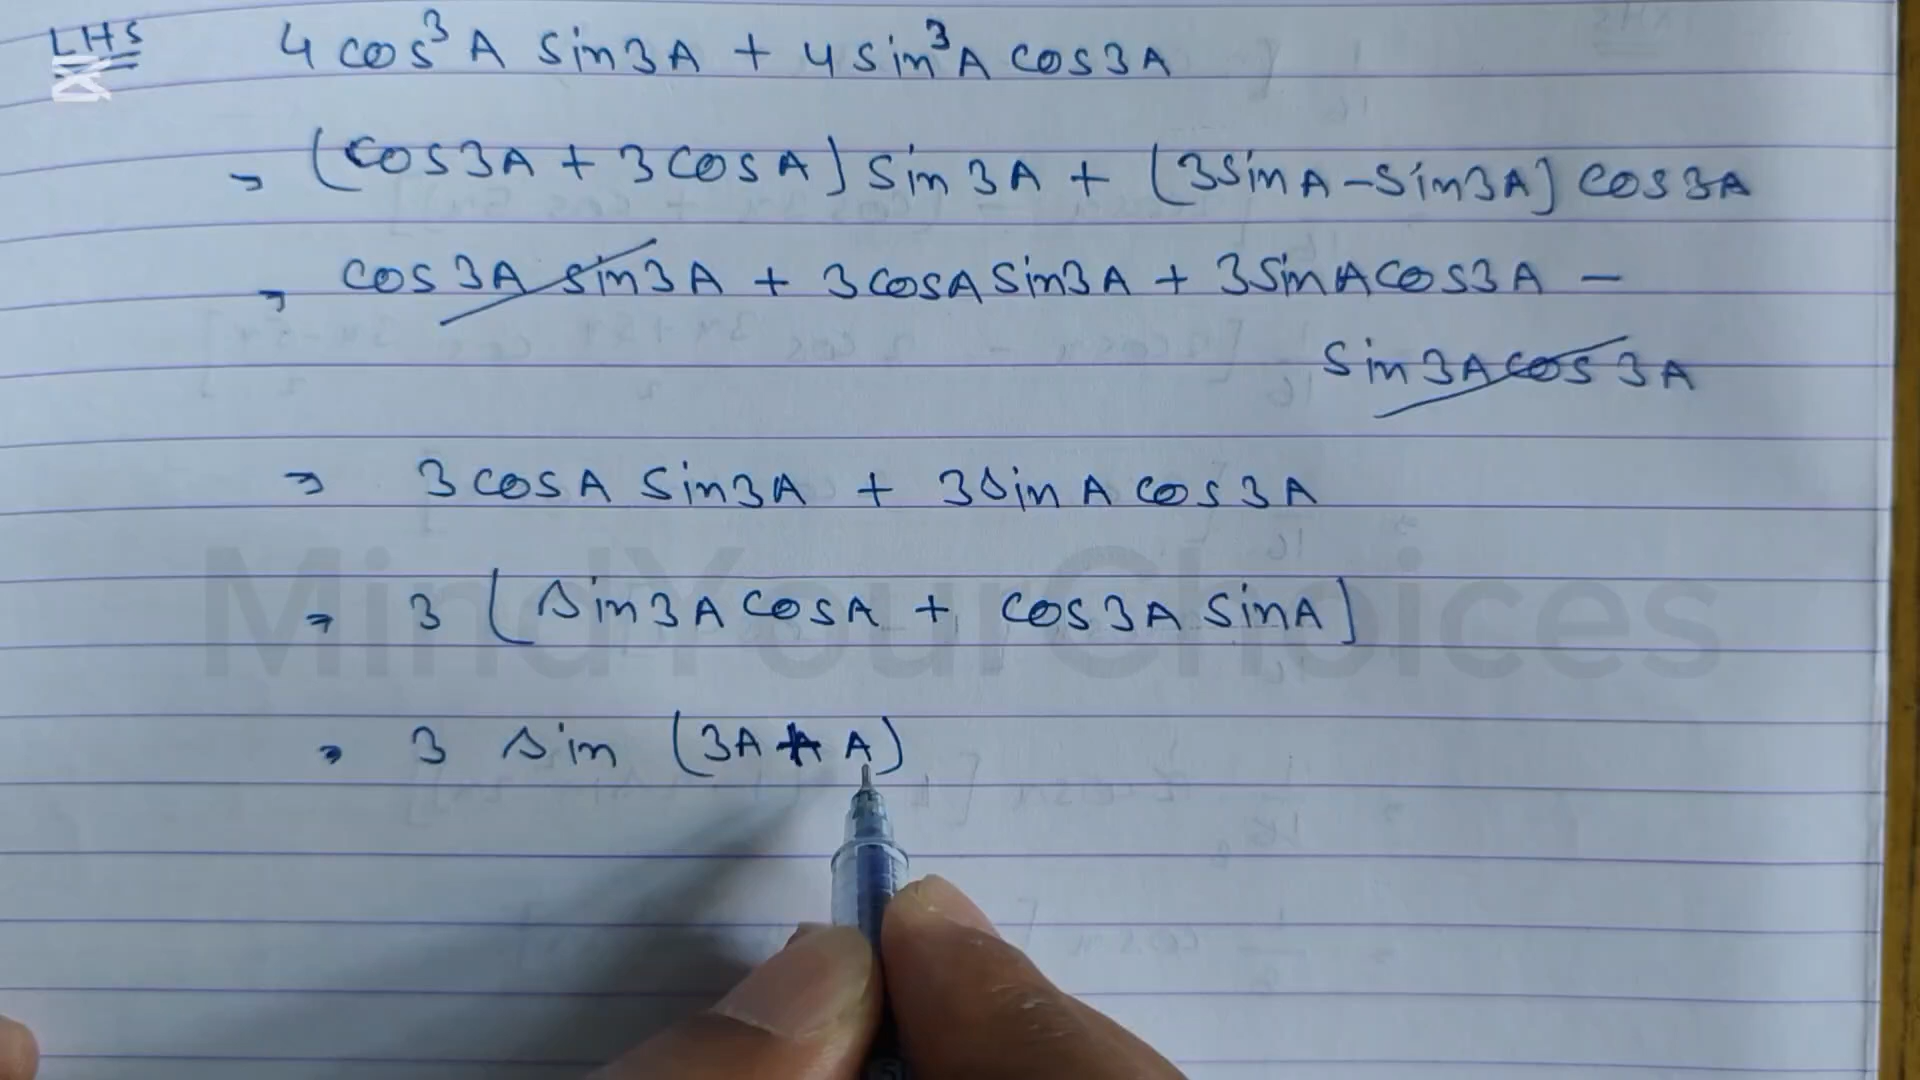 LHS 4 cos³A sin3A + 4 sin³A cos3A
⇒ (cos3A + 3cosA) sin3A + (3sinA - sin3A) cos3A
⇒ cos3A sin3A + 3cosA sin3A + 3sinA cos3A -
sin3A cos3A
⇒ 3cosA sin3A + 3sinA cos3A
MindYourChoices
⇒ 3 (sin3A cosA + cos3A sinA)
⇒ 3 sin (3A + A)